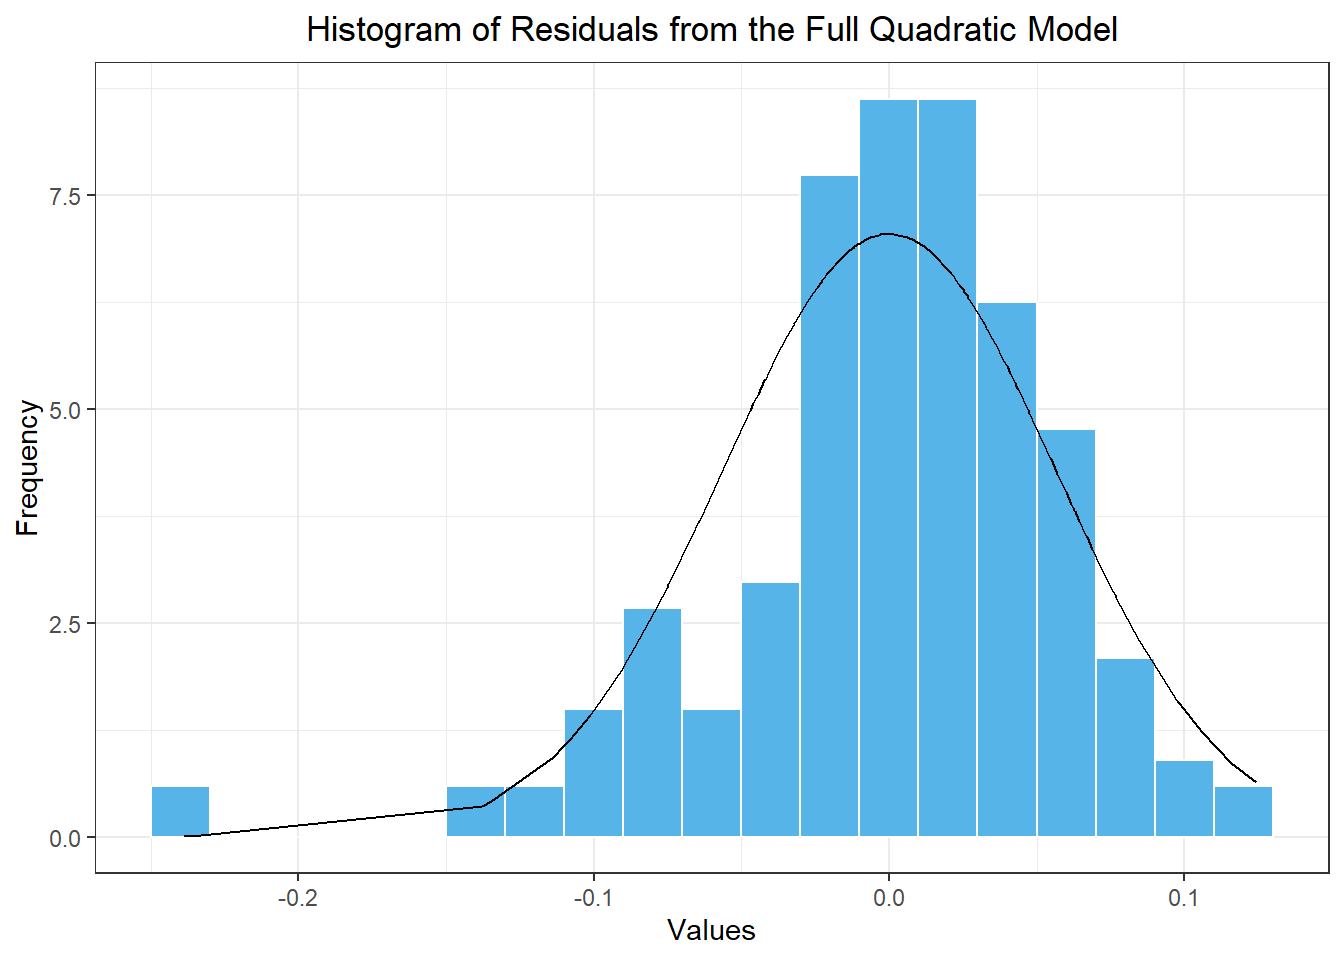 Histogram of Residuals from the Full Quadratic Model
Frequency
7.5
5.0
2.5
0.0
-0.2 -0.1 0.0 0.1
Values